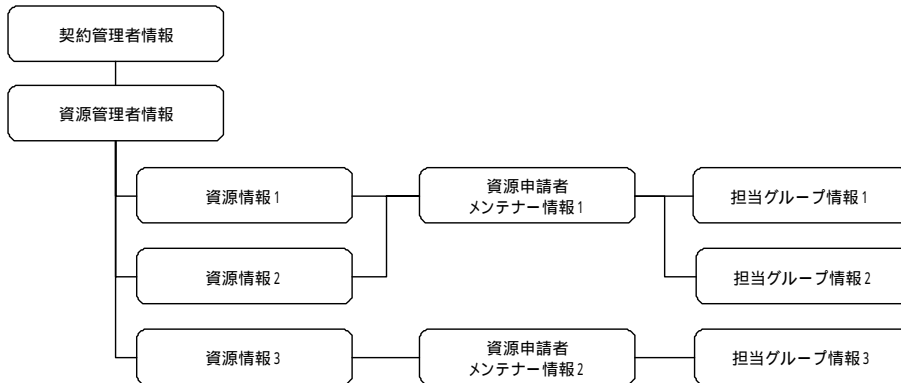 契約管理者情報
資源管理者情報
資源情報1
資源申請者
メンテナー情報1
担当グループ情報1
資源情報2
担当グループ情報2
資源情報3
資源申請者
メンテナー情報2
担当グループ情報3